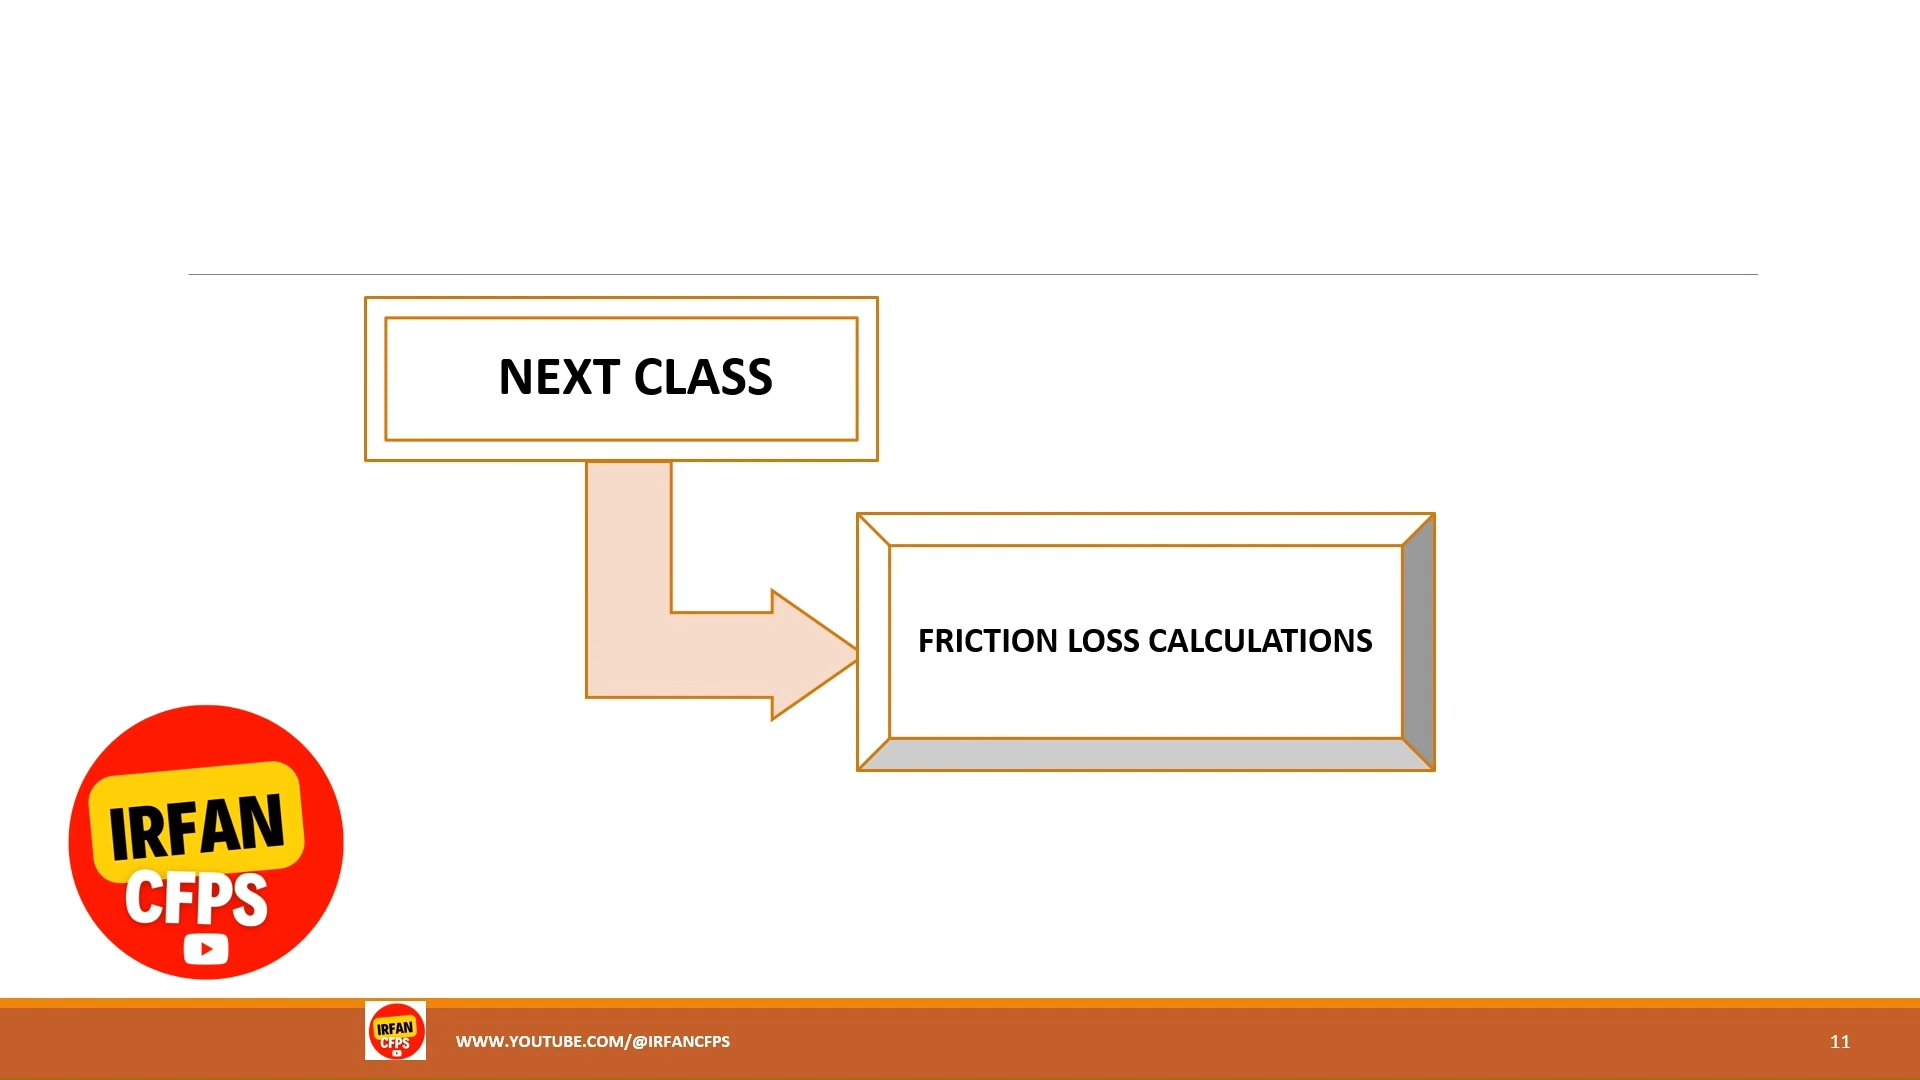 NEXT CLASS
FRICTION LOSS CALCULATIONS
IRFAN
CFPS
IRFAN
CFPS
WWW.YOUTUBE.COM/@IRFANCFPS
11